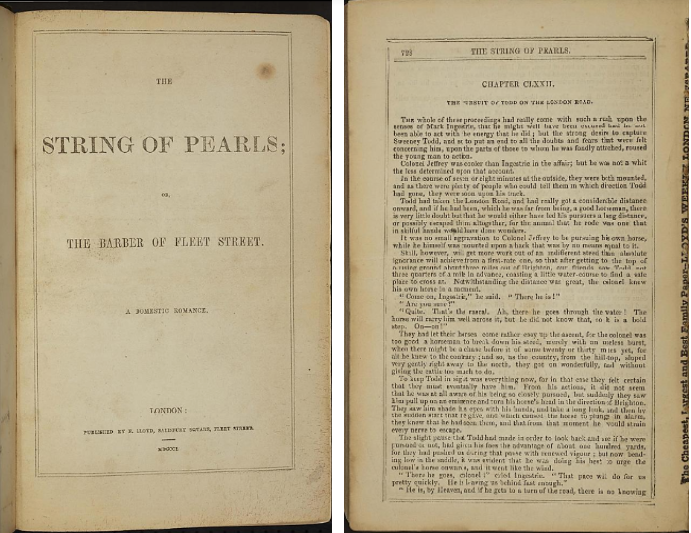 THE
STRING OF PEARLS;
OR,
THE BARBER OF FLEET STREET.
A DOMESTIC ROMANCE.
LONDON:
PUBLISHED BY E. LLOYD, SALISBURY SQUARE, FLEET STREET.
THE STRING OF PEARLS.
CHAPTER CLXXII.
THE PURSUIT OF TODD ON THE LONDON ROAD.
The whole of these proceedings had really come with such a rush upon the
senses of Mark Ingestrie, that he might well have been excused had he not
been able to act with he energy that he did; but the strong desire to capture
Sweeney Todd, and so to put an end to all the doubts and fears that were felt
concerning him, upon the parts of those to whom he was fondly attached, roused
the young man to action.
Colonel Jeffrey was cooler than Ingestrie in the affair; but he was not a whit
the less determined upon that account.
In the course of seven or eight minutes at the outside, they were both mounted,
and as there were plenty of people who could tell them in which direction Todd
had gone, they were soon upon his track.
Todd had taken the London Road, and had really got a considerable distance
onward, and if he had been, which he was far from being, a good horseman, there
is very little doubt but that he would either have led his pursuers a long distance,
or possibly escaped them altogether, for the animal that he rode was one that
in skilful hands would have done wonders.
It was no small aggravation to Colonel Jeffrey to be pursuing his own horse,
while he himself was mounted upon a hack that was by no means equal to it.
Still, however, will get more work out of an indifferent steed than absolute
ignorance will achieve from a first-rate one, so that after getting to the top of
a rising ground about three miles out of Brighton, our friends saw Todd not
three quarters of a mile in advance, coasting a little water-course to find a safe
place to cross at. Notwithstanding the distance was great, the colonel knew
his own horse in a moment.
"Come on, Ingestrie," he said. "There he is!"
"Are you sure?"
"Quite. That's the rascal. Ah, there he goes through the water! The
horse will carry him well across it, but he did not know that, so it is a bold
step. On—on!"
They had let their horses come rather easy up the ascent, for the colonel was
too good a horseman to break down his steed, merely with an useless burst,
when there might be a chase before it of some twenty or thirty miles yet, for
all he knew to the contrary; and so, as the country, from the hill-top, sloped
very gently right away to the north, they got on wonderfully, and without
giving the cattle too much to do.
To keep Todd in sight was everything now, for in that case they felt certain
that they must eventually have him. From his actions, it did not seem
that he was at all aware of his being so closely pursued, but suddenly they saw
him pull up on an eminence and turn his horse's head in the direction of Brighton.
They saw him shade his eyes with his hands, and take a long look, and then by
the sudden start that he gave, and which caused the horse to plunge in alarm,
they knew that he had seen them, and that from that moment he would strain
every nerve to escape.
The slight pause that Todd had made in order to look back and see if he were
pursued or not, had given his foes the advantage of about one hundred yards,
for they had pushed on during that pause with renewed vigour; but now bend-
ing low in the saddle, it was evident that he was doing his best to urge the
colonel's horse onwards, and it went like the wind.
"There he goes, colonel!" cried Ingestrie. "That pace will do for us
pretty quickly. He is leaving us behind fast enough."
"He is, by Heaven, and if he gets to a turn of the road, there is no knowing
the Cheapest, Largest and Best Family Paper—LLOYD'S WEEKLY LONDON